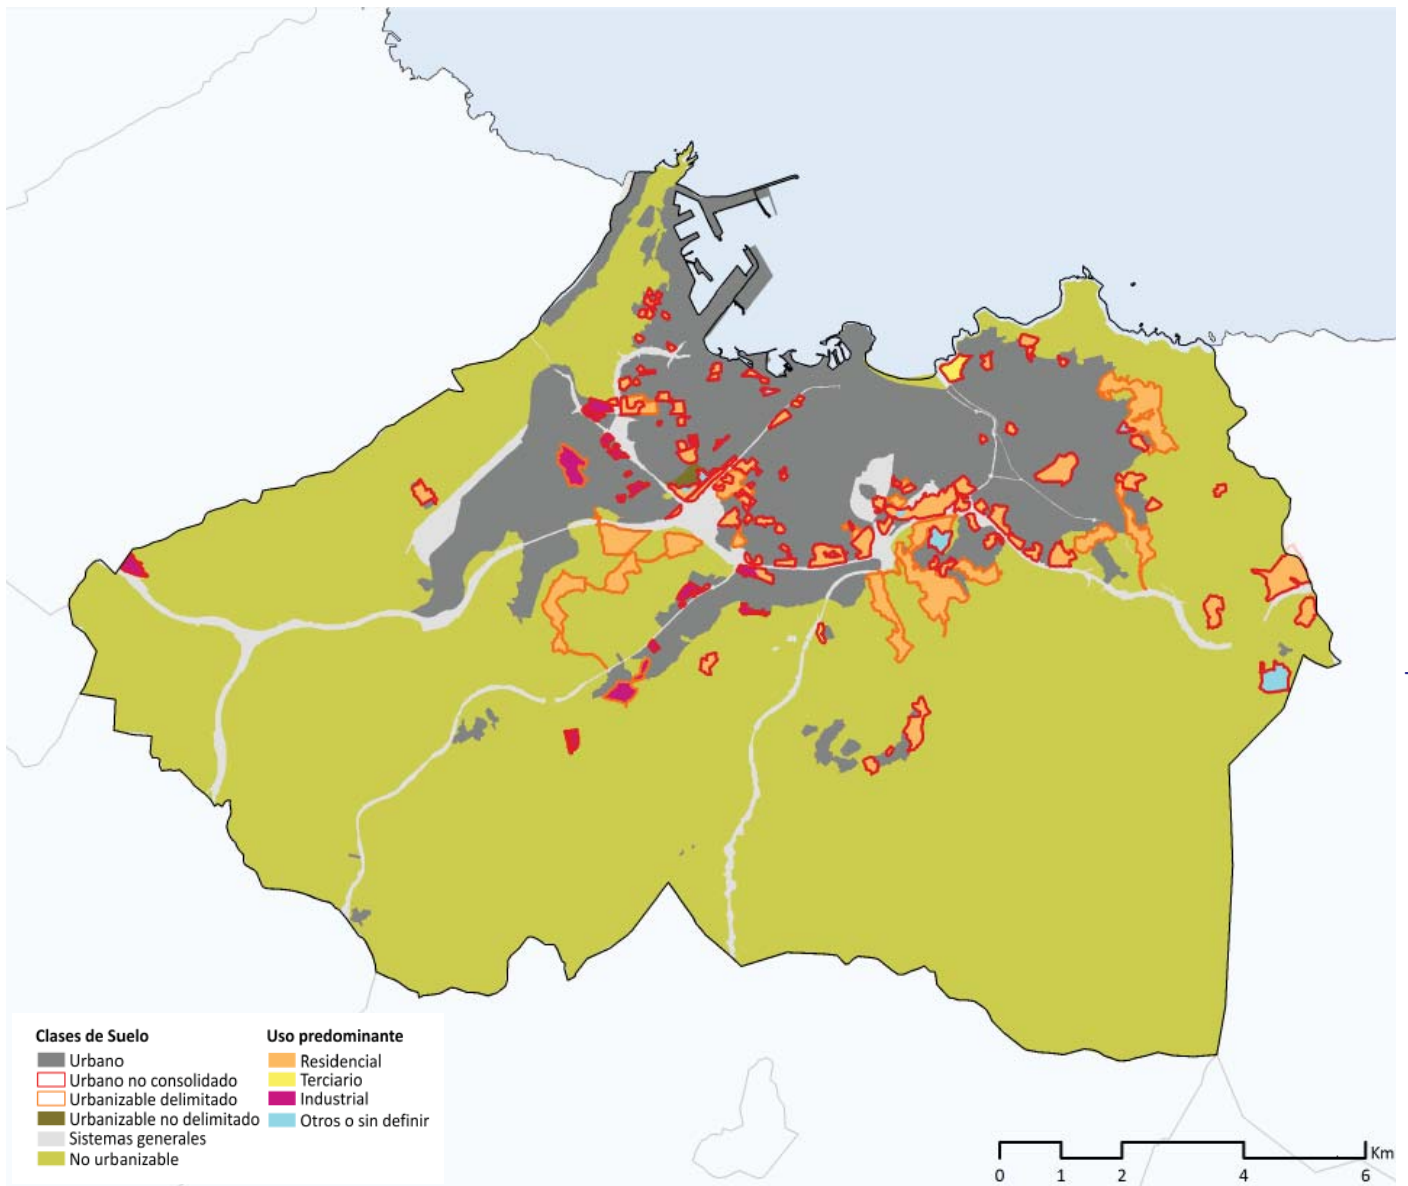 Clases de Suelo
Urbano
Urbano no consolidado
Urbanizable delimitado
Urbanizable no delimitado
Sistemas generales
No urbanizable
Uso predominante
Residencial
Terciario
Industrial
Otros o sin definir
Km
0 1 2 4 6